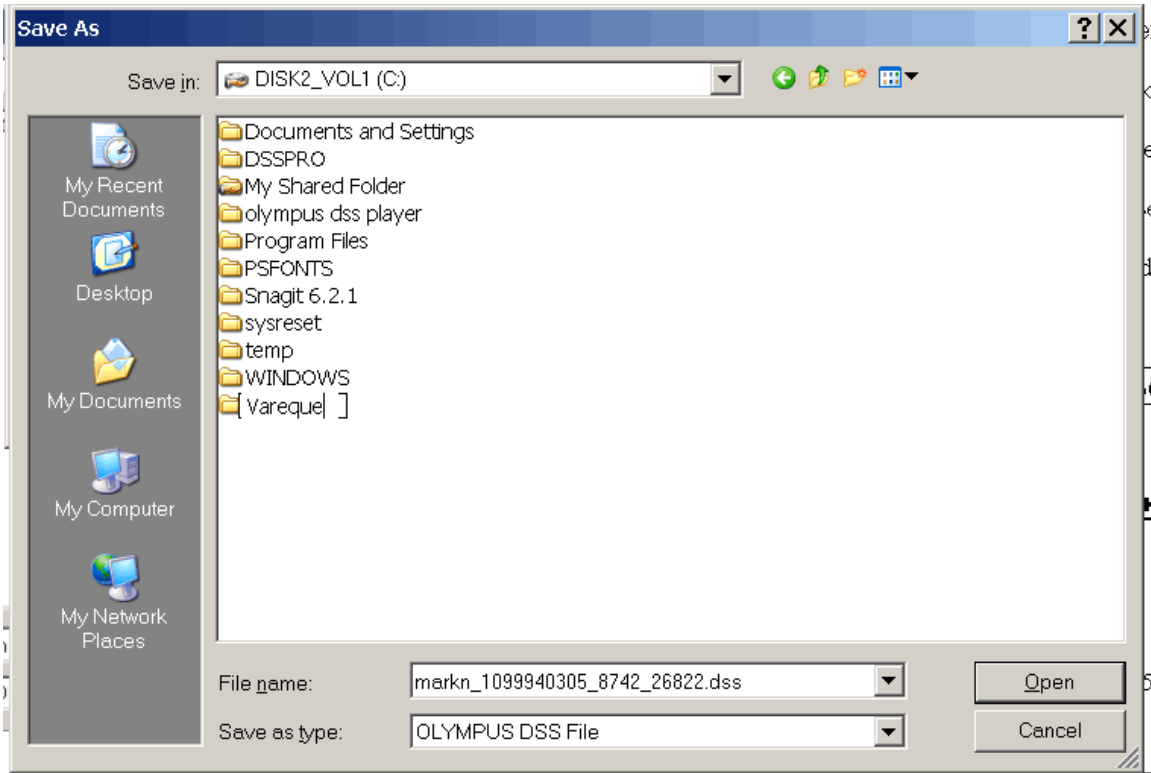 Save As
Save in:
DISK2_VOL1 (C:)
My Recent
Documents
Desktop
My Documents
My Computer
My Network
Places
Documents and Settings
DSSPRO
My Shared Folder
olympus dss player
Program Files
PSFONTS
Snagit 6.2.1
sysreset
temp
WINDOWS
Vareque
File name:
markn_1099940305_8742_26822.dss
Open
Save as type:
OLYMPUS DSS File
Cancel